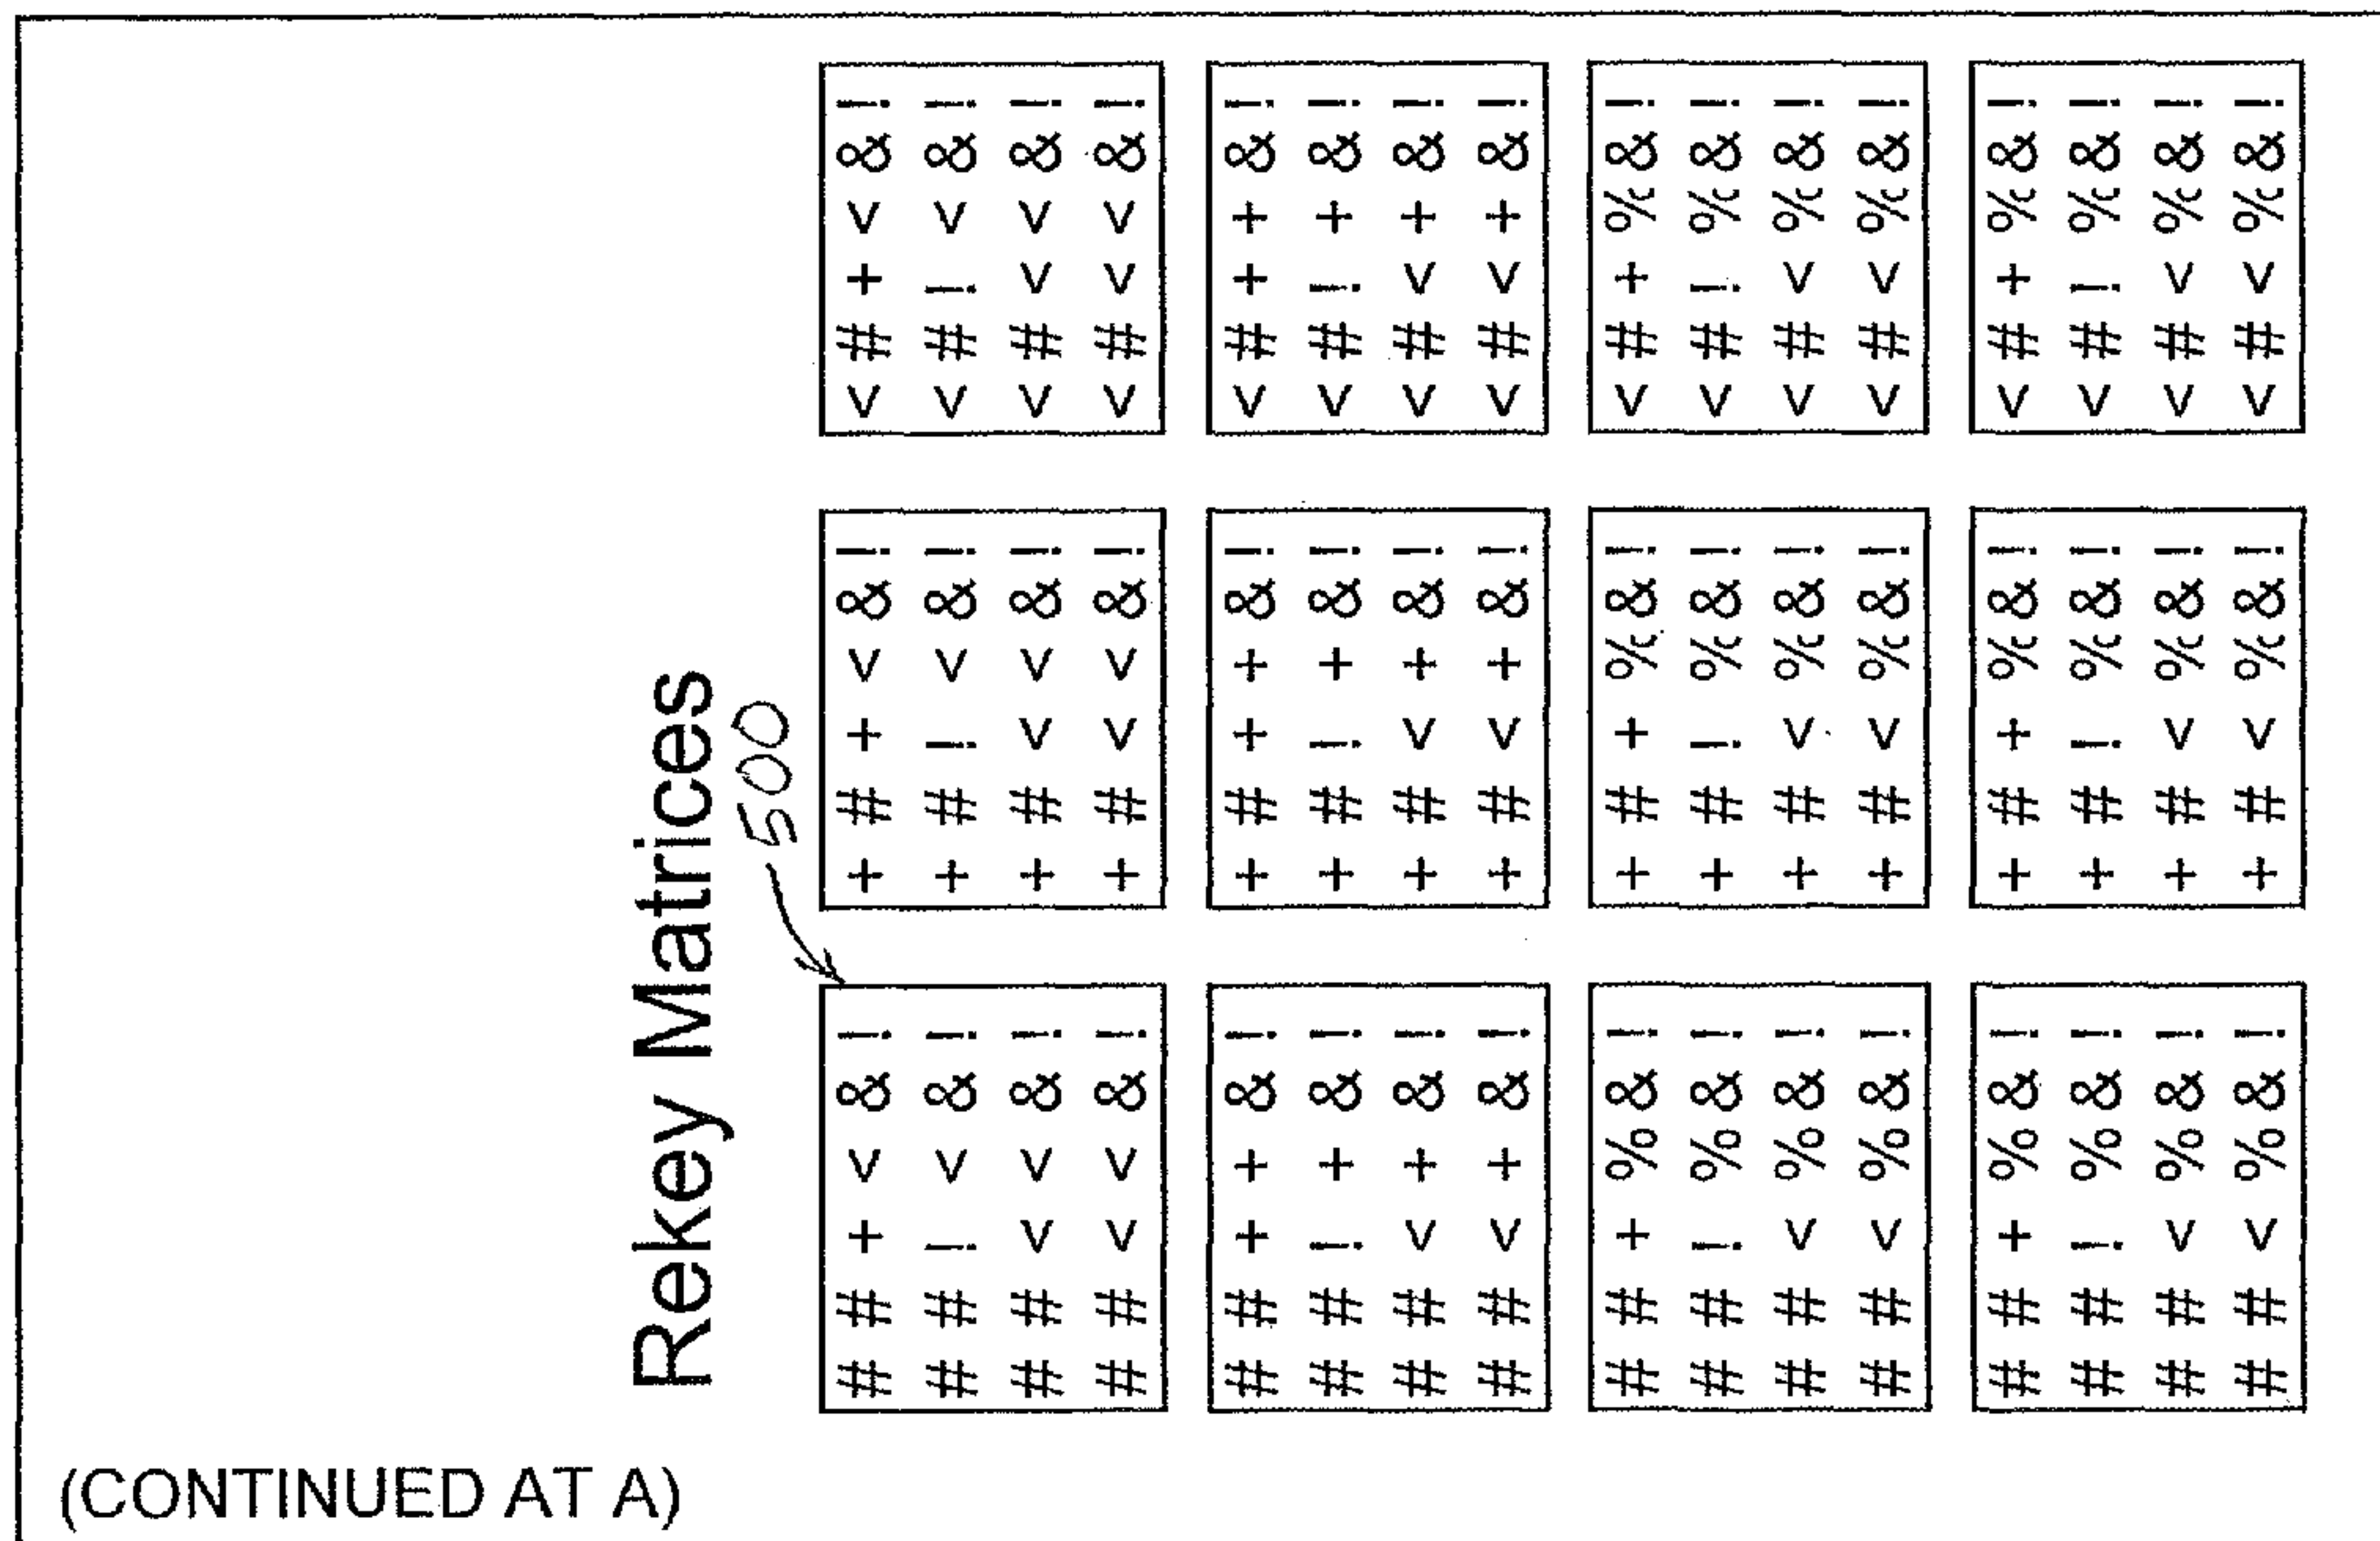 Rekey Matrices
500
# # + < & ! + # + < & ! < # + < & !
# # ! < & ! + # ! < & ! < # ! < & !
# # < < & ! + # < < & ! < # < < & !
# # < < & ! + # < < & ! < # < < & !
# # + + & ! + # + + & ! < # + + & !
# # ! + & ! + # ! + & ! < # ! + & !
# # < + & ! + # < + & ! < # < + & !
# # < + & ! + # < + & ! < # < + & !
# # + % & ! + # + % & ! < # + % & !
# # ! % & ! + # ! % & ! < # ! % & !
# # < % & ! + # < % & ! < # < % & !
# # < % & ! + # < % & ! < # < % & !
# # + % & ! + # + % & ! < # + % & !
# # ! % & ! + # ! % & ! < # ! % & !
# # < % & ! + # < % & ! < # < % & !
# # < % & ! + # < % & ! < # < % & !
(CONTINUED AT A)